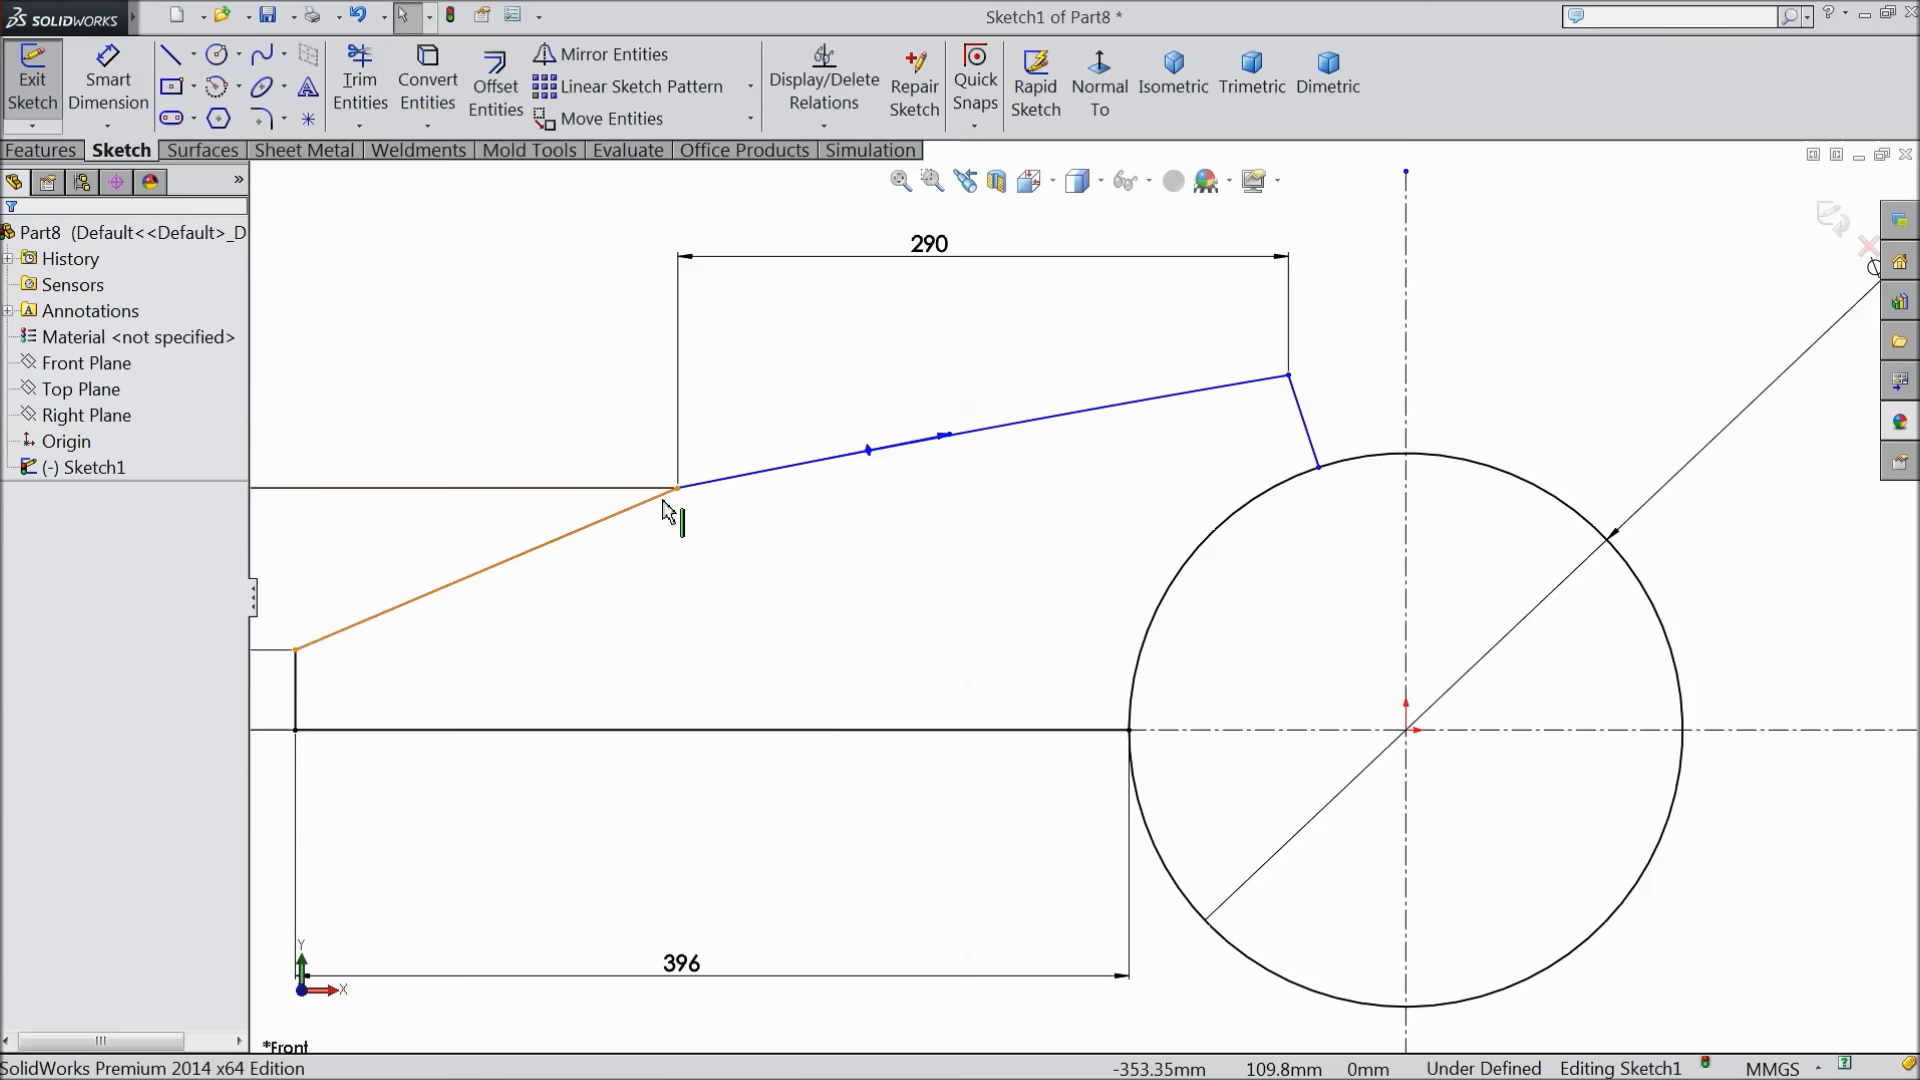 SOLIDWORKS
Sketch1 of Part8 *
Exit Sketch
Smart Dimension
Trim Entities
Convert Entities
Offset Entities
Mirror Entities
Linear Sketch Pattern
Move Entities
Display/Delete Relations
Repair Sketch
Quick Snaps
Rapid Sketch
Normal To
Isometric
Trimetric
Dimetric
Features
Sketch
Surfaces
Sheet Metal
Weldments
Mold Tools
Evaluate
Office Products
Simulation
Part8 (Default<<Default>_D
History
Sensors
Annotations
Material <not specified>
Front Plane
Top Plane
Right Plane
Origin
(-) Sketch1
290
396
Y
X
*Front
SolidWorks Premium 2014 x64 Edition
-353.35mm
109.8mm
0mm
Under Defined
Editing Sketch1
MMGS